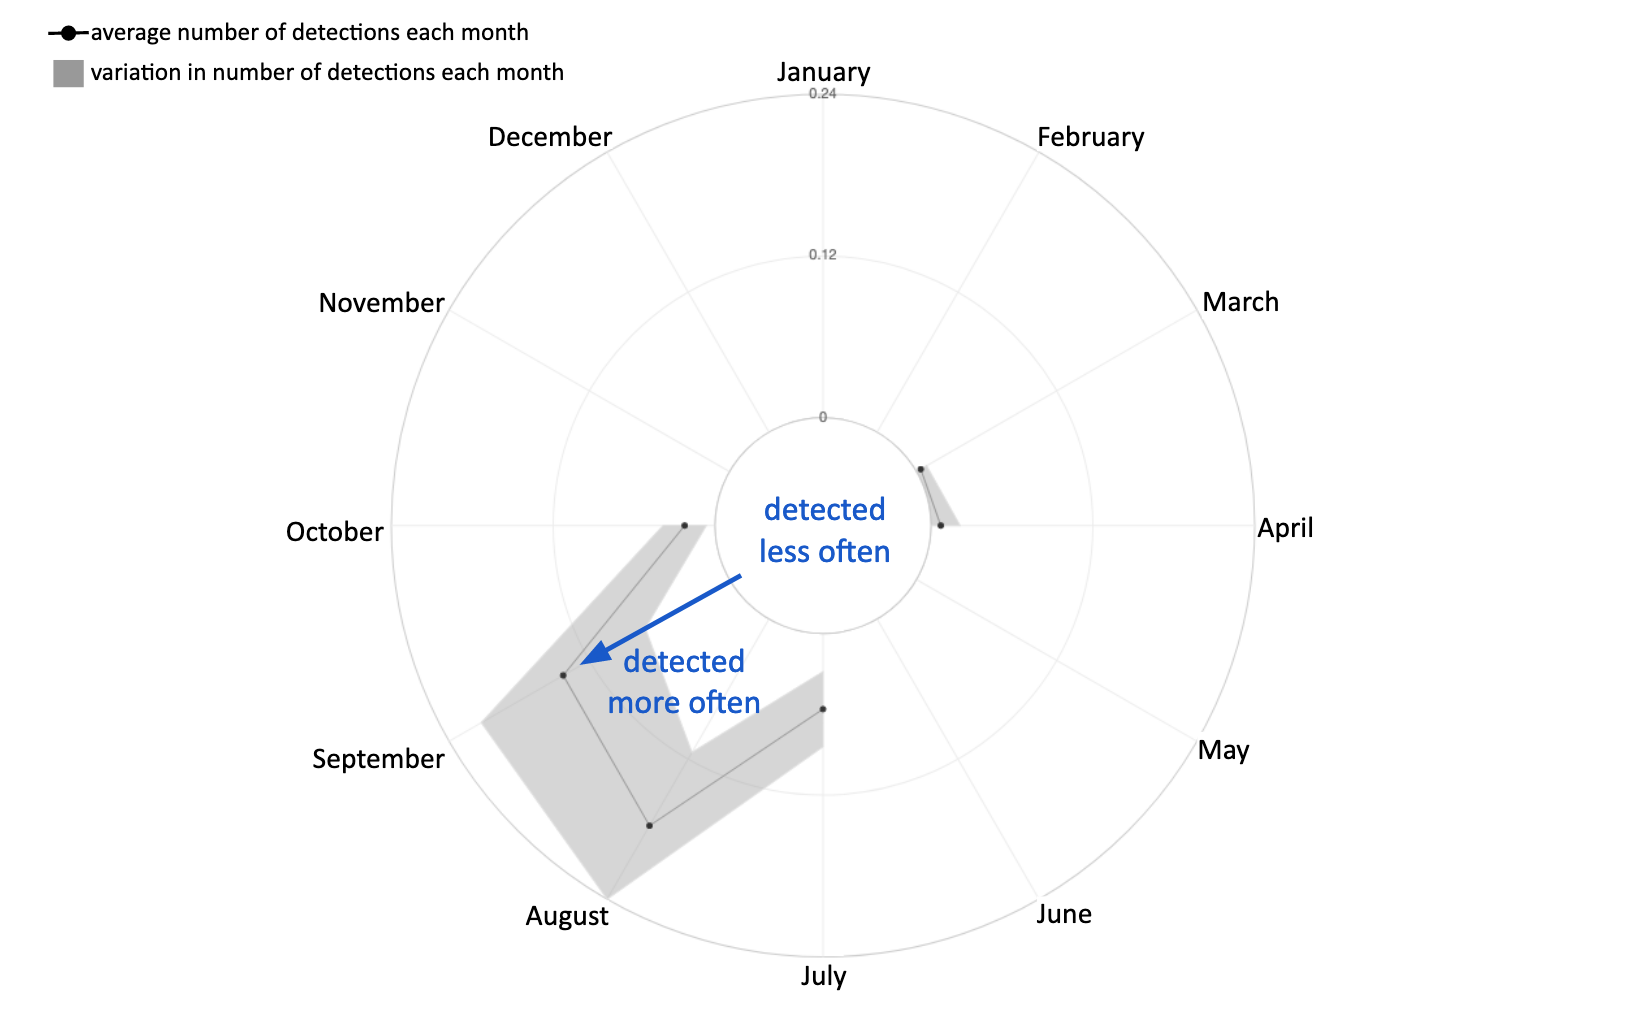 average number of detections each month
variation in number of detections each month
January
0.24
December
February
0.12
November
March
0
detected
less often
October
April
detected
more often
September
May
August
June
July